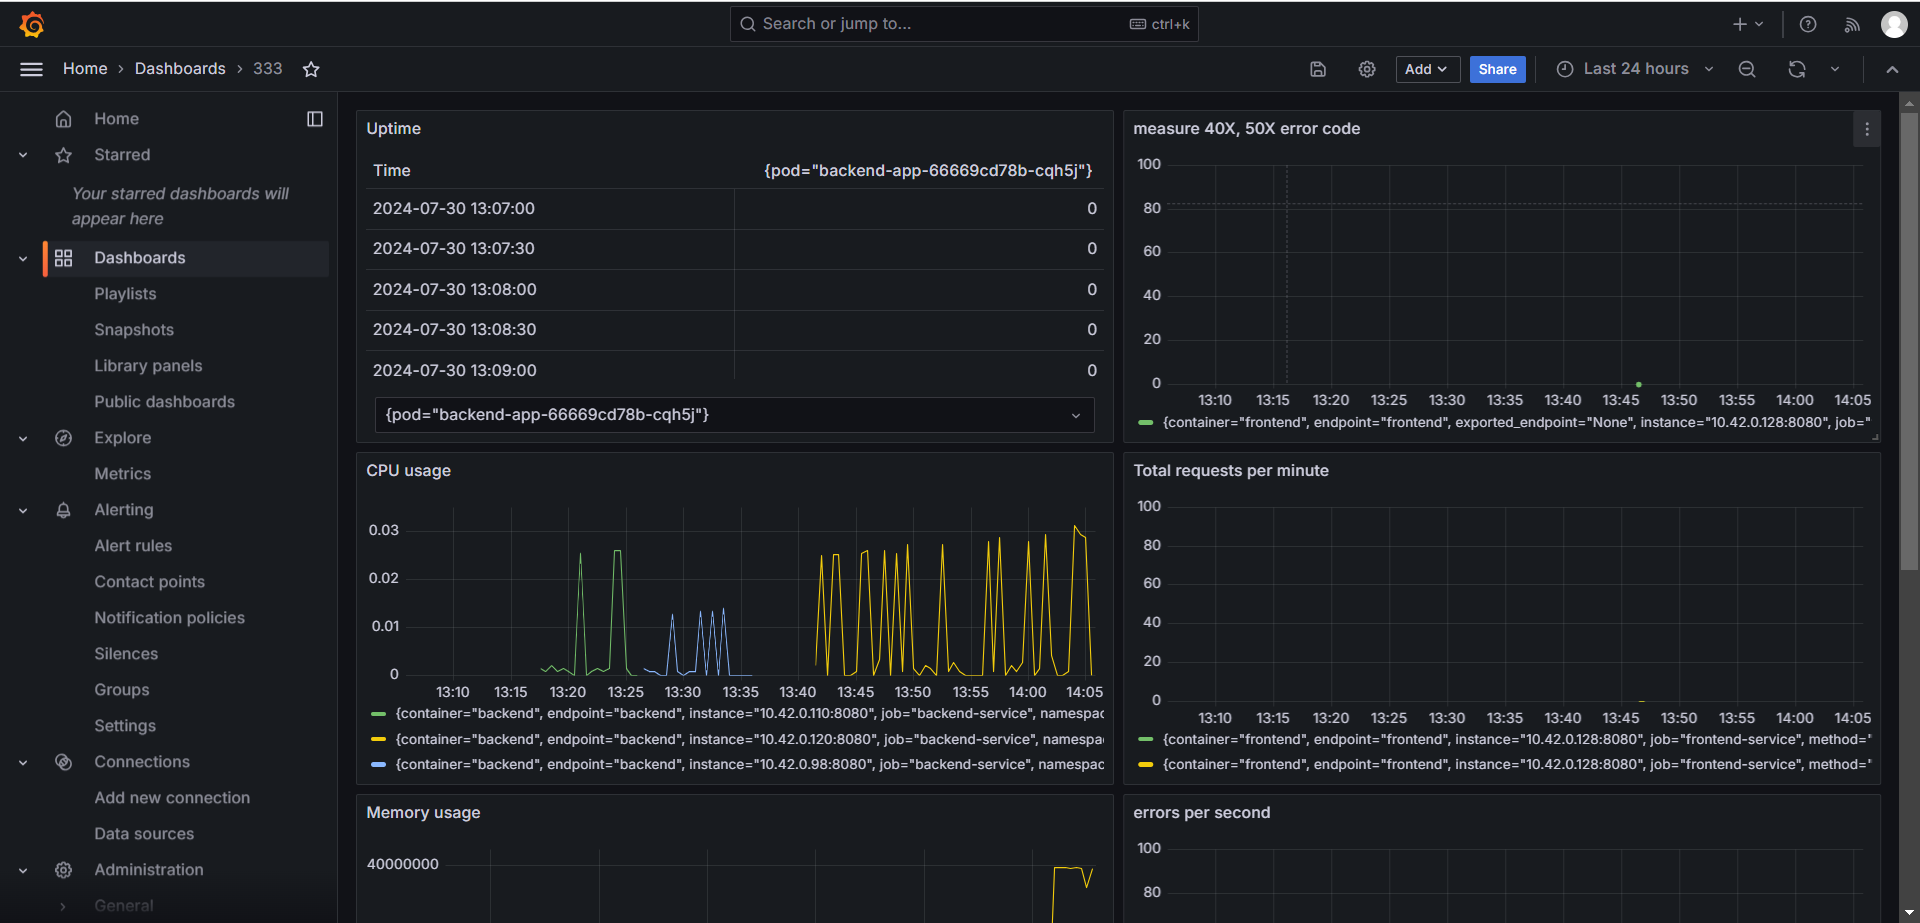 Search or jump to...
ctrl+k
Home › Dashboards › 333
Add
Share
Last 24 hours
Home
Starred
Your starred dashboards will
appear here
Dashboards
Playlists
Snapshots
Library panels
Public dashboards
Explore
Metrics
Alerting
Alert rules
Contact points
Notification policies
Silences
Groups
Settings
Connections
Add new connection
Data sources
Administration
General
Uptime
Time {pod="backend-app-66669cd78b-cqh5j"}
2024-07-30 13:07:00 0
2024-07-30 13:07:30 0
2024-07-30 13:08:00 0
2024-07-30 13:08:30 0
2024-07-30 13:09:00 0
{pod="backend-app-66669cd78b-cqh5j"}
measure 40X, 50X error code
100
80
60
40
20
0
13:10 13:15 13:20 13:25 13:30 13:35 13:40 13:45 13:50 13:55 14:00 14:05
{container="frontend", endpoint="frontend", exported_endpoint="None", instance="10.42.0.128:8080", job="
CPU usage
0.03
0.02
0.01
0
13:10 13:15 13:20 13:25 13:30 13:35 13:40 13:45 13:50 13:55 14:00 14:05
{container="backend", endpoint="backend", instance="10.42.0.110:8080", job="backend-service", namespac
{container="backend", endpoint="backend", instance="10.42.0.120:8080", job="backend-service", namespa
{container="backend", endpoint="backend", instance="10.42.0.98:8080", job="backend-service", namespac
Total requests per minute
100
80
60
40
20
0
13:10 13:15 13:20 13:25 13:30 13:35 13:40 13:45 13:50 13:55 14:00 14:05
{container="frontend", endpoint="frontend", instance="10.42.0.128:8080", job="frontend-service", method="
{container="frontend", endpoint="frontend", instance="10.42.0.128:8080", job="frontend-service", method="
Memory usage
40000000
errors per second
100
80